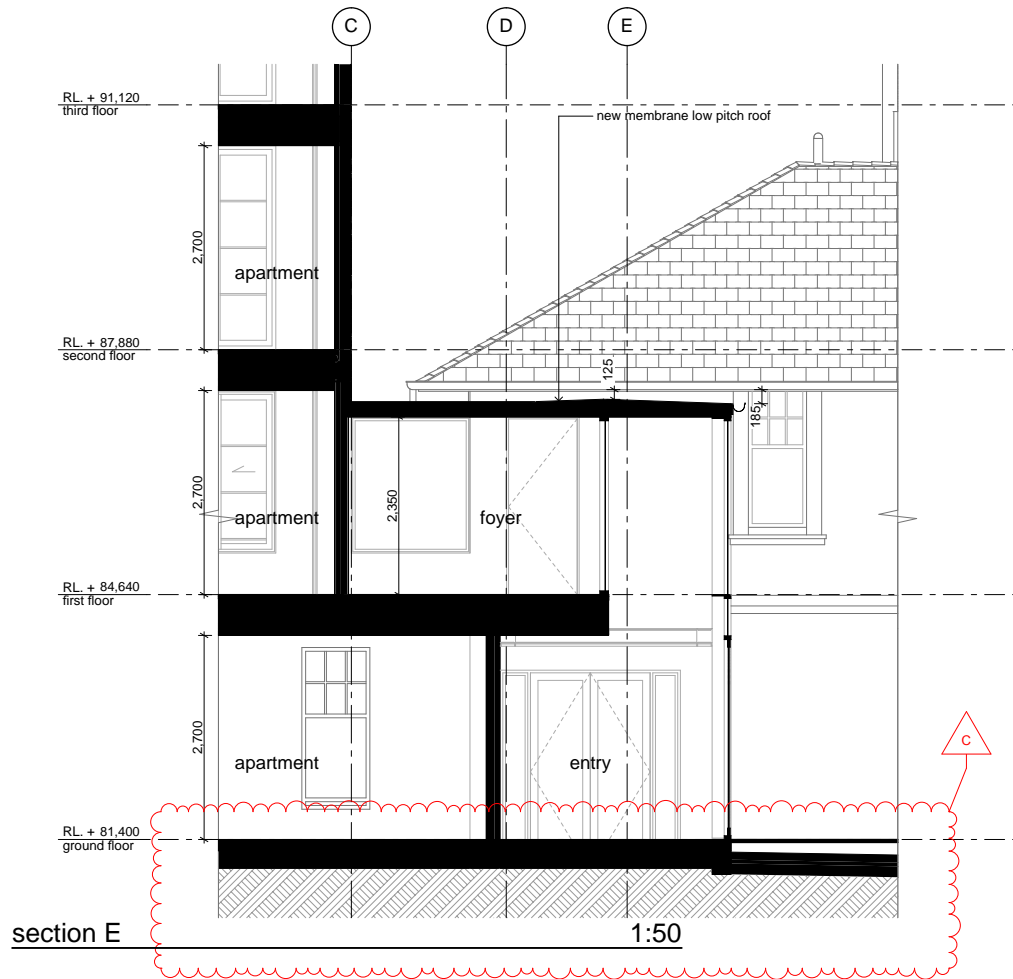 C
D
E
RL. + 91,120
third floor
new membrane low pitch roof
2,700
apartment
RL. + 87,880
second floor
125
185
2,700
2,350
apartment
foyer
RL. + 84,640
first floor
2,700
apartment
entry
C
RL. + 81,400
ground floor
section E
1:50